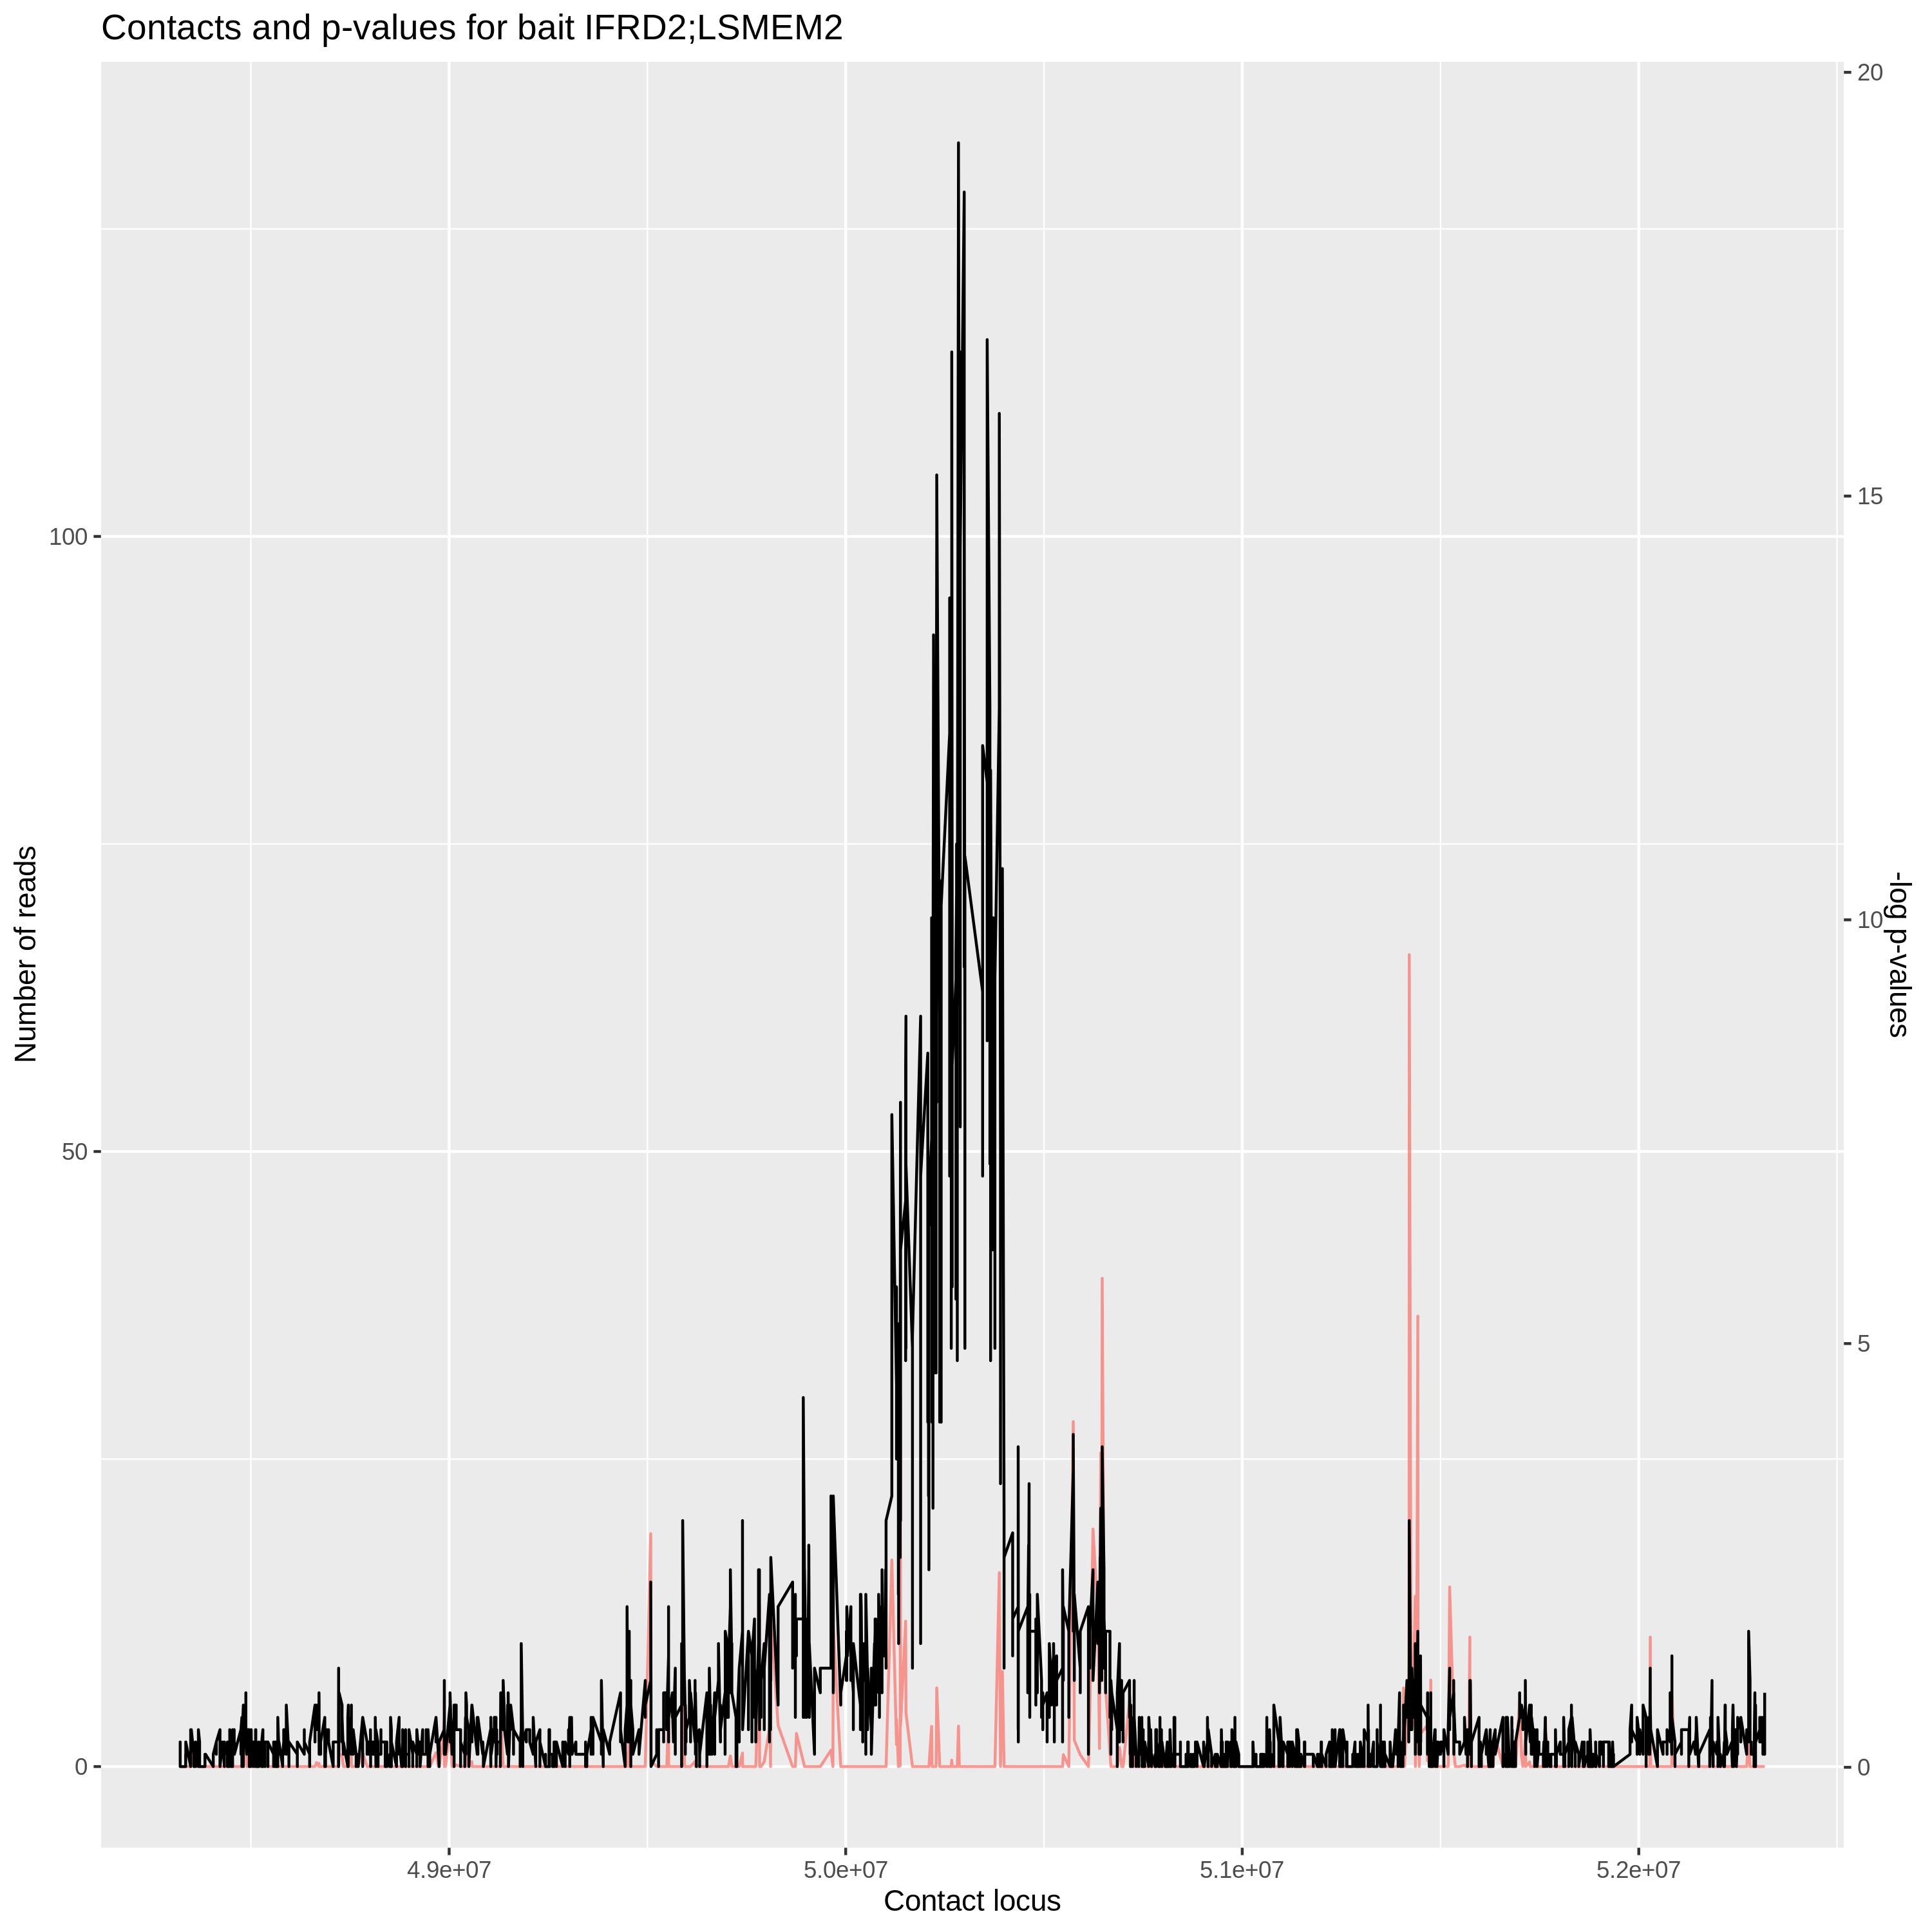 Contacts and p-values for bait IFRD2;LSMEM2
Number of reads
100
50
0
20
15
10
5
0
-log p-values
4.9e+07
5.0e+07
5.1e+07
5.2e+07
Contact locus